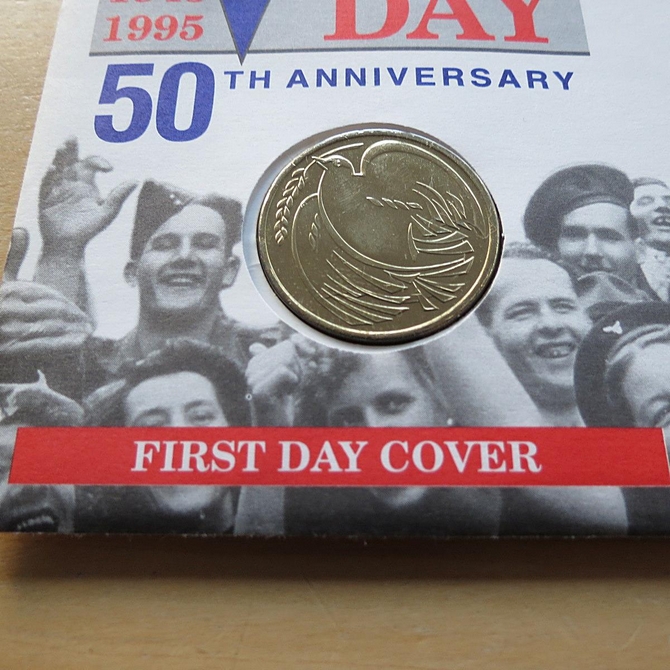 DAY
1995
50TH ANNIVERSARY
FIRST DAY COVER